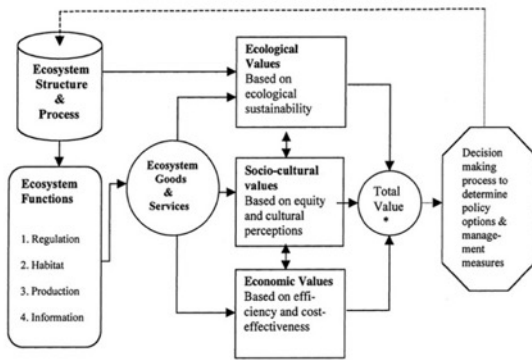 Ecosystem
Structure
&
Process
Ecosystem
Functions
1. Regulation
2. Habitat
3. Production
4. Information
Ecosystem
Goods
&
Services
Ecological
Values
Based on
ecological
sustainability
Socio-cultural
values
Based on equity
and cultural
perceptions
Economic Values
Based on effi-
ciency and cost-
effectiveness
Total
Value
*
Decision
making
process to
determine
policy
options &
manage-
ment
measures